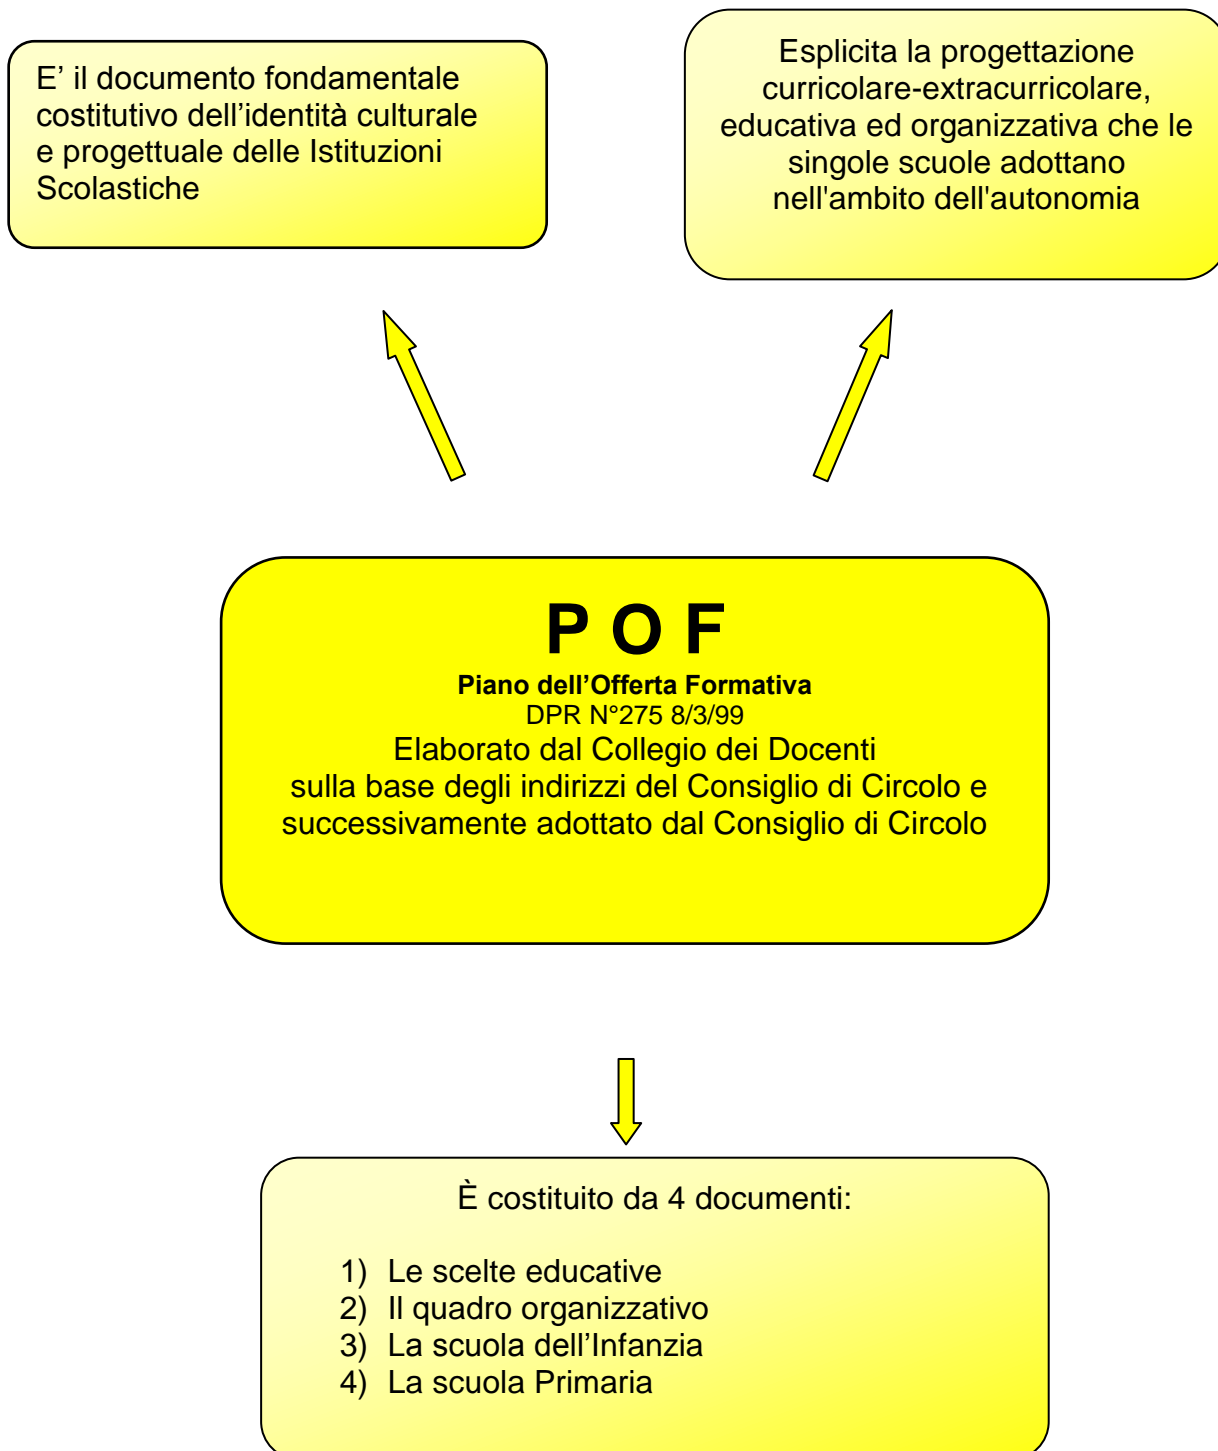 E’ il documento fondamentale
costitutivo dell’identità culturale
e progettuale delle Istituzioni
Scolastiche
Esplicita la progettazione
curricolare-extracurricolare,
educativa ed organizzativa che le
singole scuole adottano
nell'ambito dell'autonomia
P O F
Piano dell’Offerta Formativa
DPR N°275 8/3/99
Elaborato dal Collegio dei Docenti
sulla base degli indirizzi del Consiglio di Circolo e
successivamente adottato dal Consiglio di Circolo
È costituito da 4 documenti:
1) Le scelte educative
2) Il quadro organizzativo
3) La scuola dell’Infanzia
4) La scuola Primaria